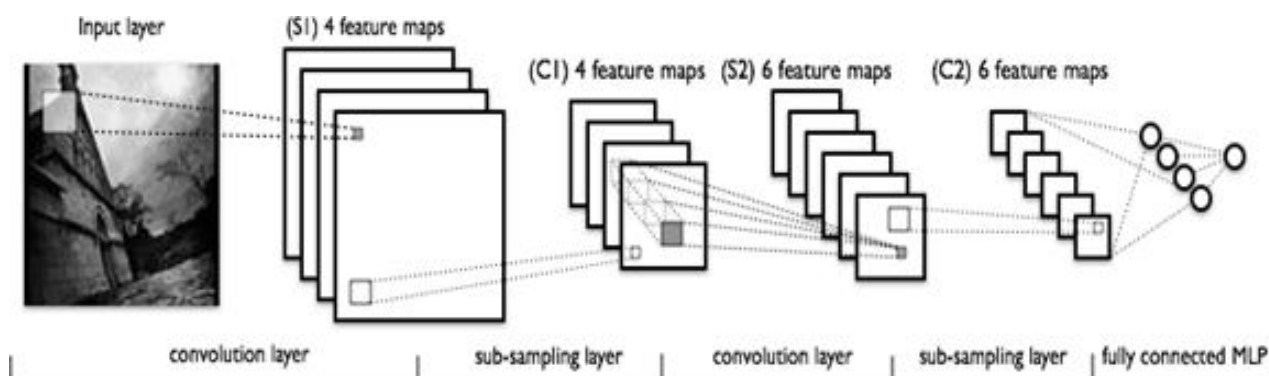 Input layer
(S1) 4 feature maps
(C1) 4 feature maps
(S2) 6 feature maps
(C2) 6 feature maps
convolution layer
sub-sampling layer
convolution layer
sub-sampling layer
fully connected MLP